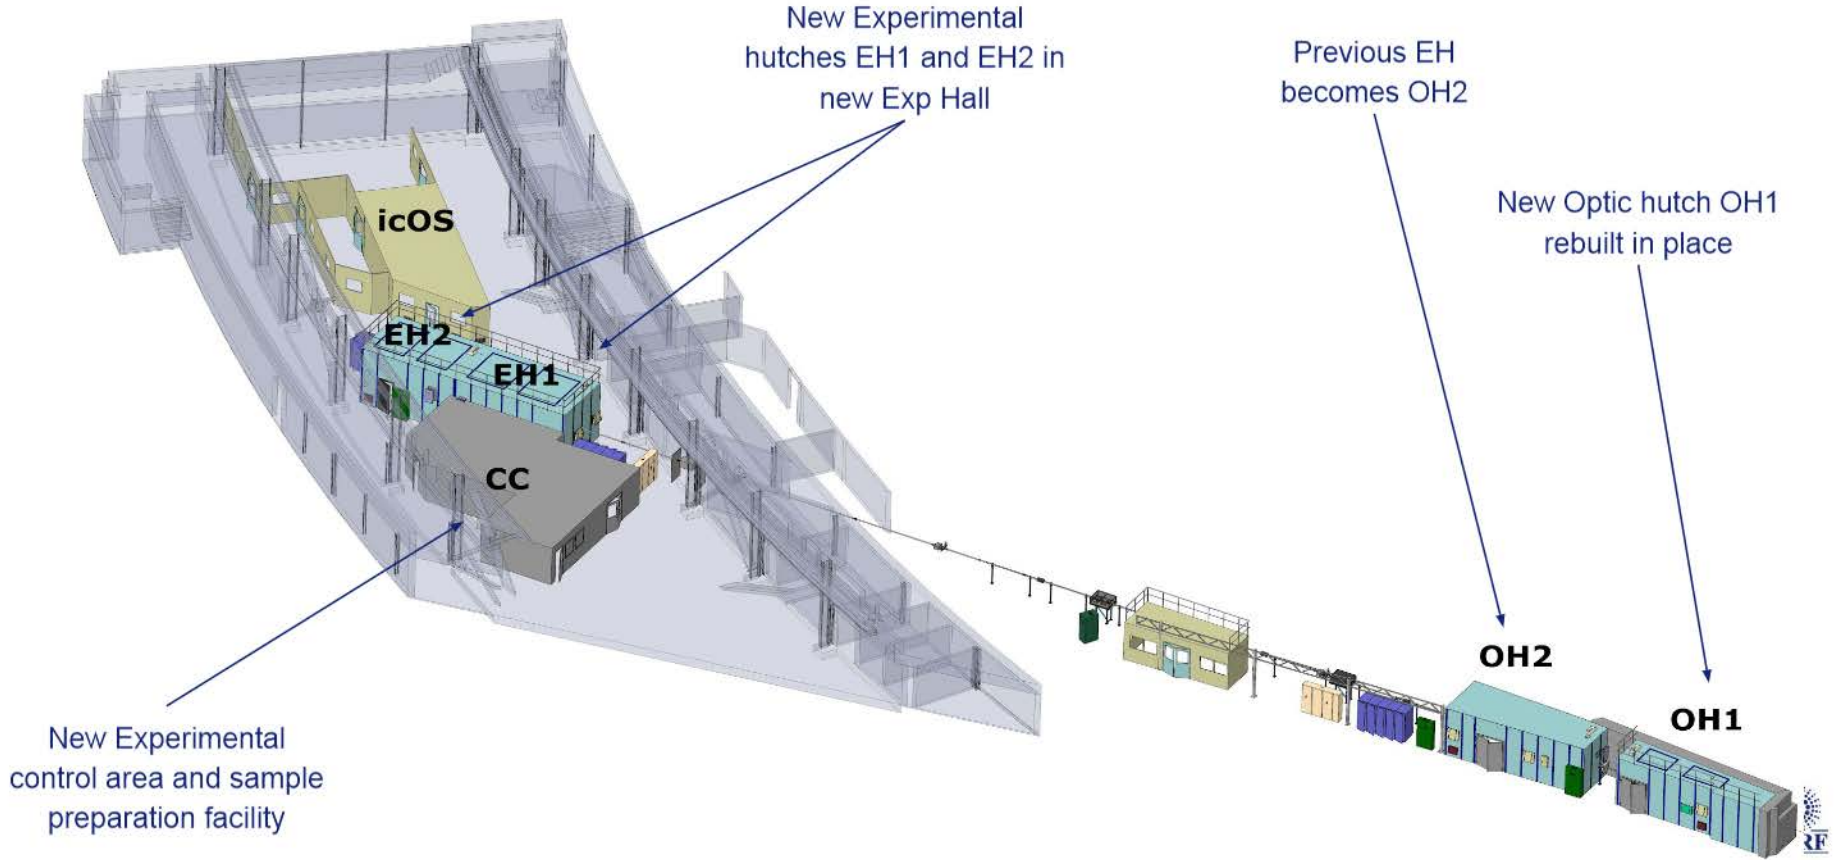 New Experimental
hutches EH1 and EH2 in
new Exp Hall
Previous EH
becomes OH2
New Optic hutch OH1
rebuilt in place
icOS
EH2
EH1
CC
OH2
OH1
New Experimental
control area and sample
preparation facility
RF